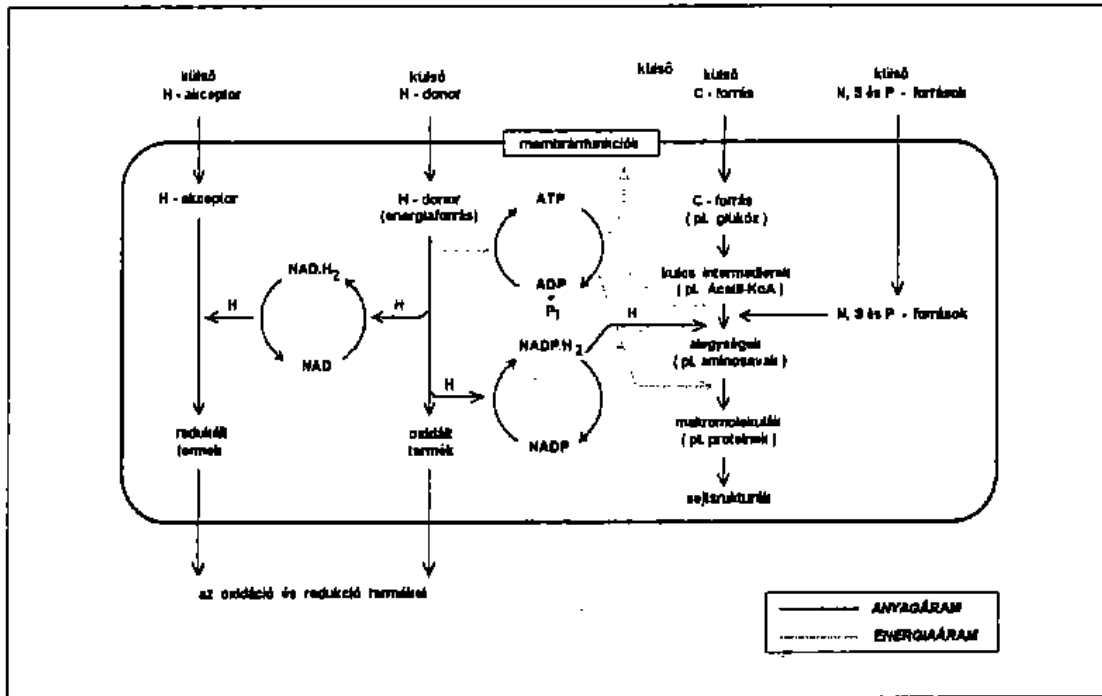 külső
H - akceptor
külső
H - donor
külső
külső
C - forrás
külső
N, S és P - források
membránfunkciók
H - akceptor
H - donor
(energiaforrás)
ATP
C - forrás
( pl. glükóz )
NAD.H2
H
H
ADP
+
Pi
kulcs intermedierek
( pl. Acetil-KoA )
H
N, S és P - források
NAD
NADP.H2
alegységek
( pl. aminosavak )
H
redukált
termék
oxidált
termék
NADP
makromolekulák
( pl. proteinek )
sejtstruktúrák
az oxidáció és redukció termékei
ANYAGÁRAM
ENERGIAÁRAM